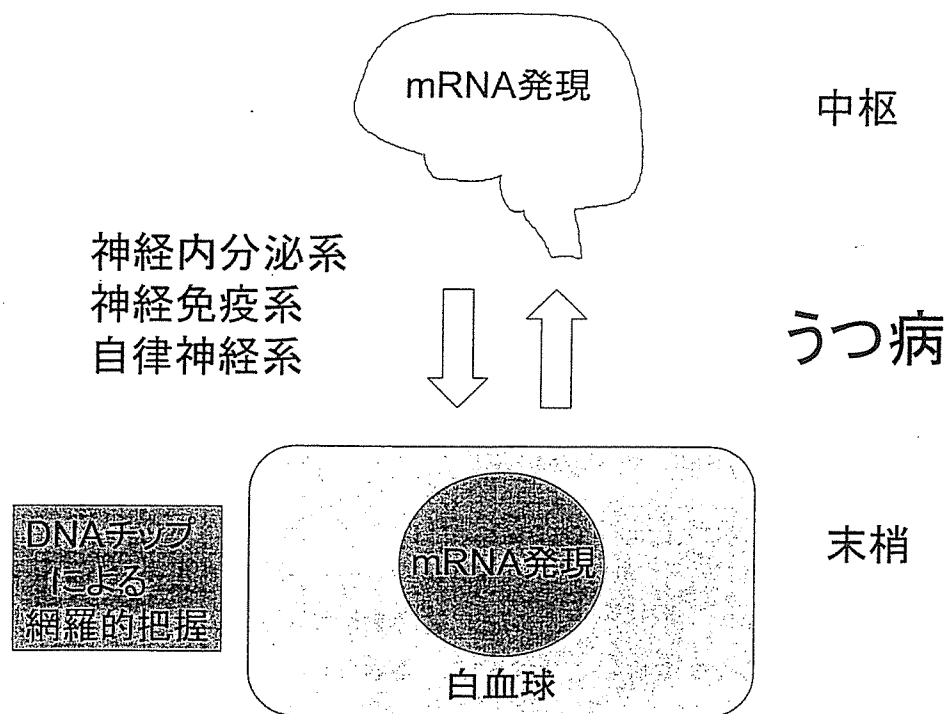 mRNA発現
中枢
神経内分泌系
神経免疫系
自律神経系
うつ病
DNAチップ
による
網羅的把握
mRNA発現
末梢
白血球